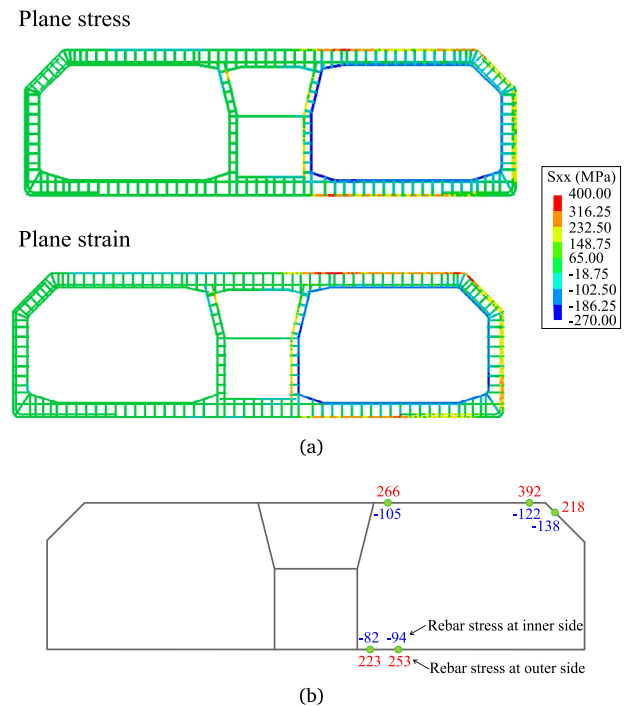 Plane stress
Sxx (MPa)
400.00
316.25
232.50
148.75
65.00
-18.75
-102.50
-186.25
-270.00
Plane strain
(a)
266
392
218
-105
-122
-138
-82
-94
Rebar stress at inner side
223
253
Rebar stress at outer side
(b)